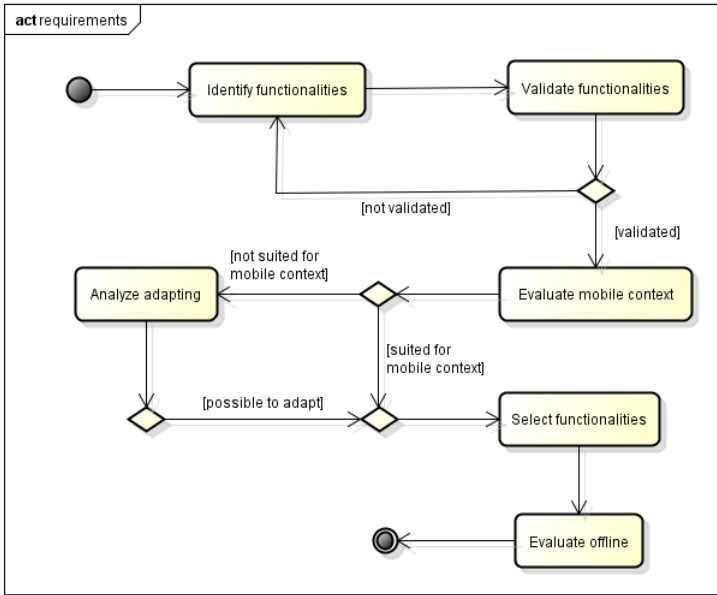 act requirements
Identify functionalities
Validate functionalities
[not validated]
[validated]
[not suited for
mobile context]
Analyze adapting
Evaluate mobile context
[suited for
mobile context]
[possible to adapt]
Select functionalities
Evaluate offline